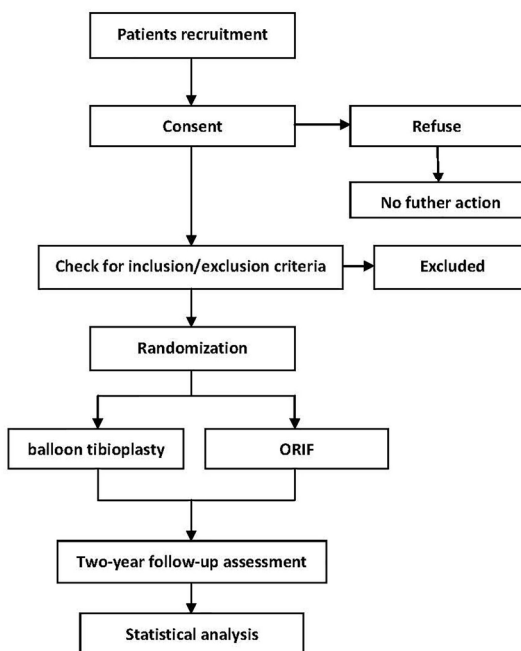 Patients recruitment
Consent
Refuse
No futher action
Check for inclusion/exclusion criteria
Excluded
Randomization
balloon tibioplasty
ORIF
Two-year follow-up assessment
Statistical analysis